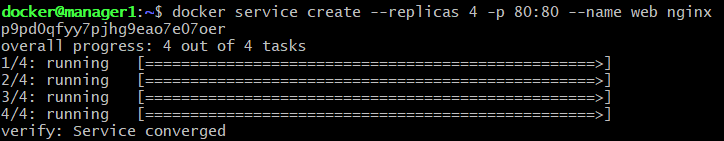 docker@manager1:~$ docker service create --replicas 4 -p 80:80 --name web nginx
p9pd0qfyy7pjhg9eao7e07oer
overall progress: 4 out of 4 tasks
1/4: running   [==================================================>]
2/4: running   [==================================================>]
3/4: running   [==================================================>]
4/4: running   [==================================================>]
verify: Service converged